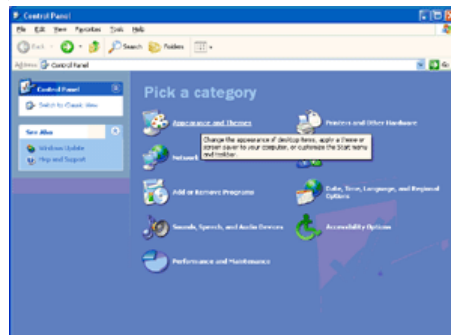 Control Panel
File Edit View Favorites Tools Help
Back Search Folders
Address Control Panel Go
Control Panel
Switch to Classic View
See Also
Windows Update
Help and Support
Pick a category
Appearance and Themes
Printers and Other Hardware
Change the appearance of desktop items, apply a theme or
screen saver to your computer, or customize the Start menu
and taskbar.
Network
Add or Remove Programs
Date, Time, Language, and Regional
Options
Sounds, Speech, and Audio Devices
Accessibility Options
Performance and Maintenance